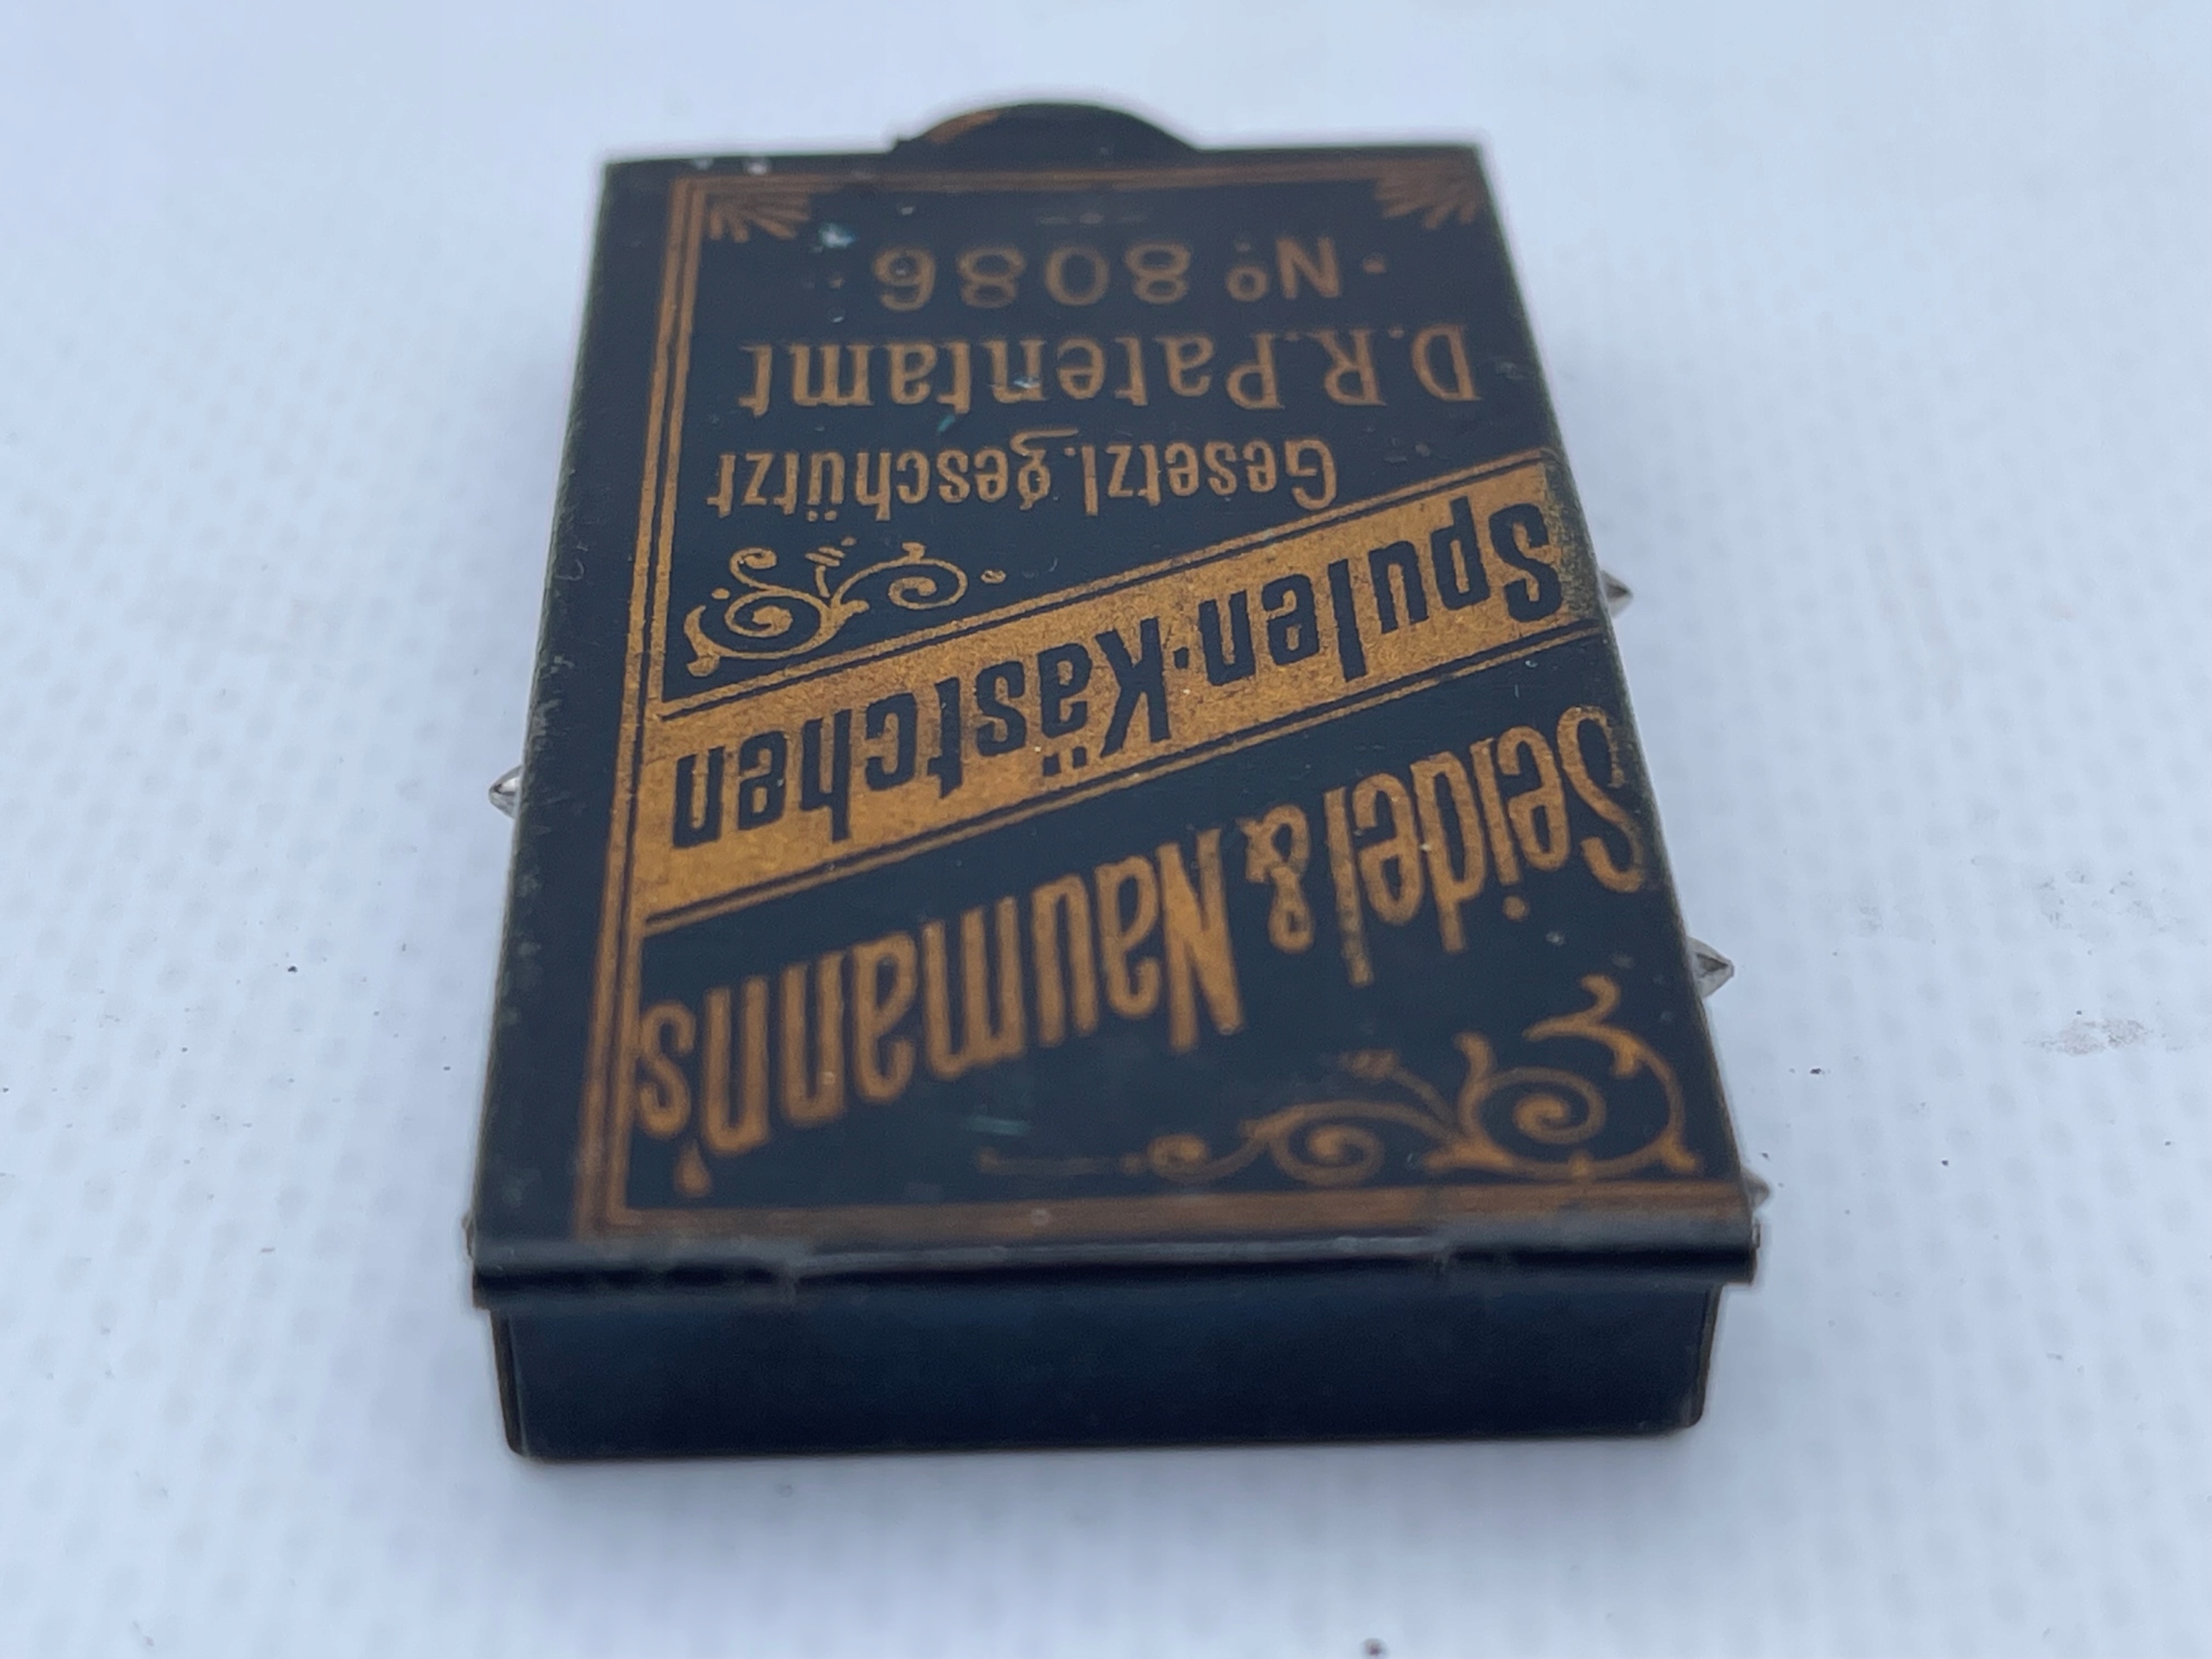 Seidel & Naumann's
Spulen-Kästchen
Gesetzl. geschützt
D.R. Patentamt
No 8086